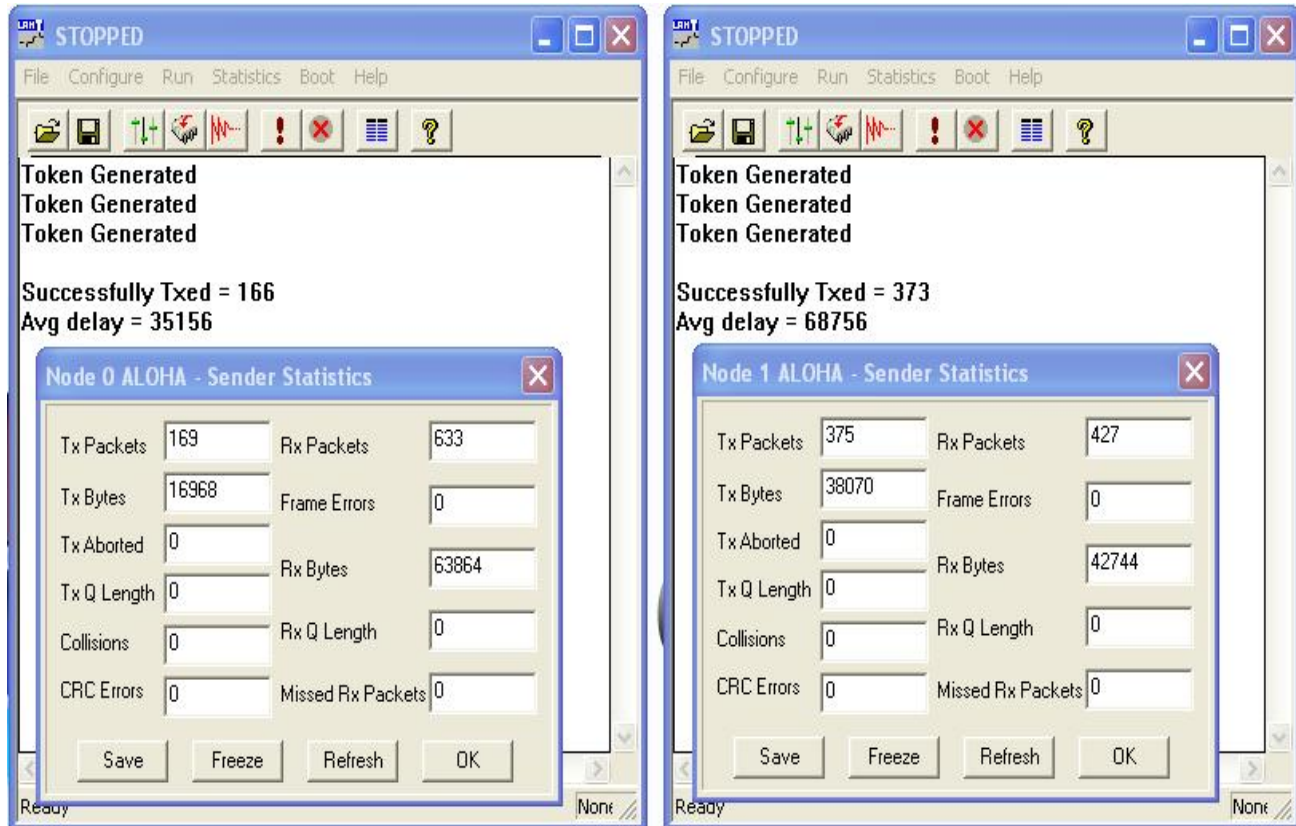 STOPPED
File Configure Run Statistics Boot Help
Token Generated
Token Generated
Token Generated
Successfully Txed = 166
Avg delay = 35156
Node 0 ALOHA - Sender Statistics
Tx Packets 169 Rx Packets 633
Tx Bytes 16968 Frame Errors 0
Tx Aborted 0 Rx Bytes 63864
Tx Q Length 0 Rx Q Length 0
Collisions 0
CRC Errors 0 Missed Rx Packets 0
Save Freeze Refresh OK
Ready None
STOPPED
File Configure Run Statistics Boot Help
Token Generated
Token Generated
Token Generated
Successfully Txed = 373
Avg delay = 68756
Node 1 ALOHA - Sender Statistics
Tx Packets 375 Rx Packets 427
Tx Bytes 38070 Frame Errors 0
Tx Aborted 0 Rx Bytes 42744
Tx Q Length 0 Rx Q Length 0
Collisions 0
CRC Errors 0 Missed Rx Packets 0
Save Freeze Refresh OK
Ready None